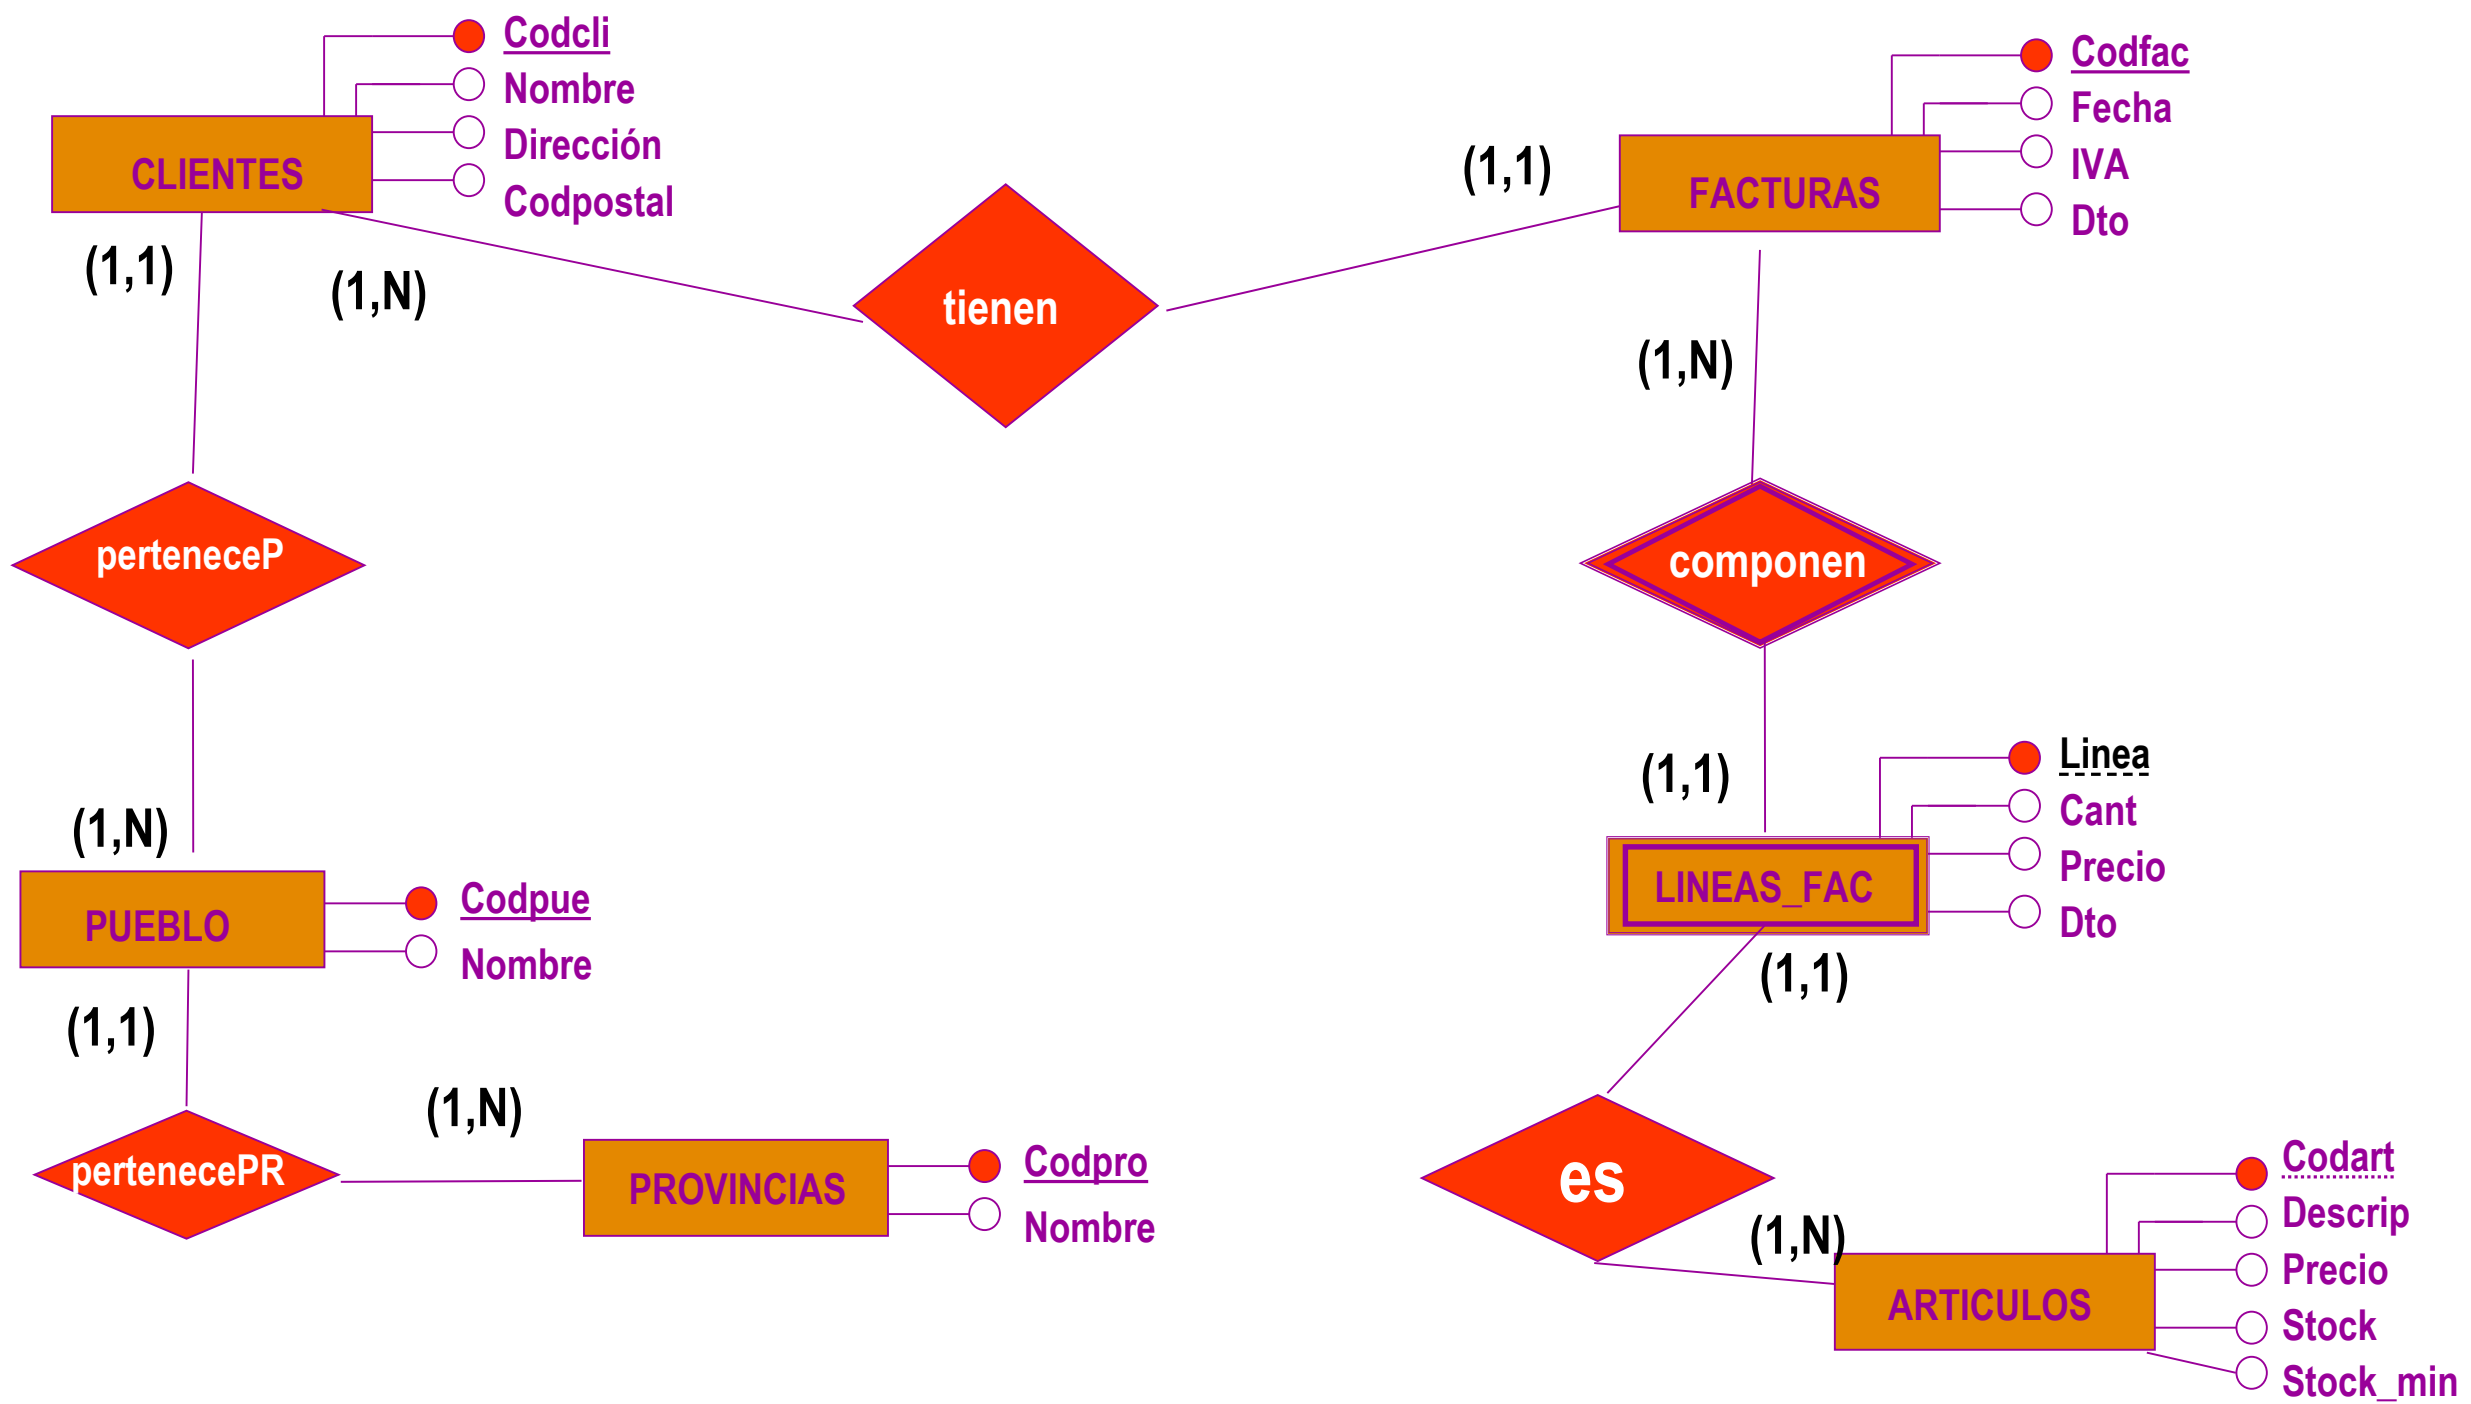 Codcli
Nombre
Dirección
Codpostal
CLIENTES
(1,1)
(1,N)
tienen
(1,1)
Codfac
Fecha
IVA
Dto
FACTURAS
(1,N)
perteneceP
componen
(1,N)
PUEBLO
Codpue
Nombre
(1,1)
(1,1)
Linea
Cant
Precio
Dto
LINEAS_FAC
(1,1)
pertenecePR
(1,N)
PROVINCIAS
Codpro
Nombre
es
(1,N)
ARTICULOS
Codart
Descrip
Precio
Stock
Stock_min